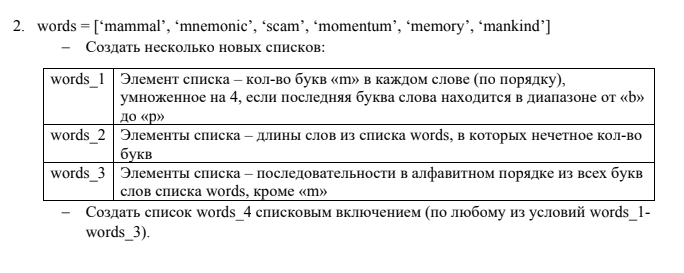 2. words = [‘mammal’, ‘mnemonic’, ‘scam’, ‘momentum’, ‘memory’, ‘mankind’]
− Создать несколько новых списков:
words_1 Элемент списка – кол-во букв «m» в каждом слове (по порядку),
умноженное на 4, если последняя буква слова находится в диапазоне от «b»
до «p»
words_2 Элементы списка – длины слов из списка words, в которых нечетное кол-во
букв
words_3 Элементы списка – последовательности в алфавитном порядке из всех букв
слов списка words, кроме «m»
− Создать список words_4 списковым включением (по любому из условий words_1-
words_3).